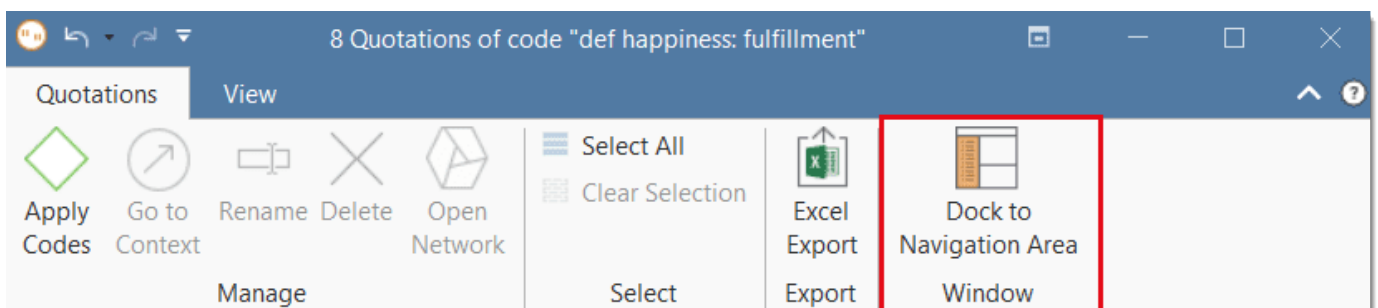 8 Quotations of code "def happiness: fulfillment"
Quotations View
Select All
Clear Selection
Apply Codes
Go to Context
Rename
Delete
Open Network
Excel Export
Dock to Navigation Area
Manage
Select
Export
Window